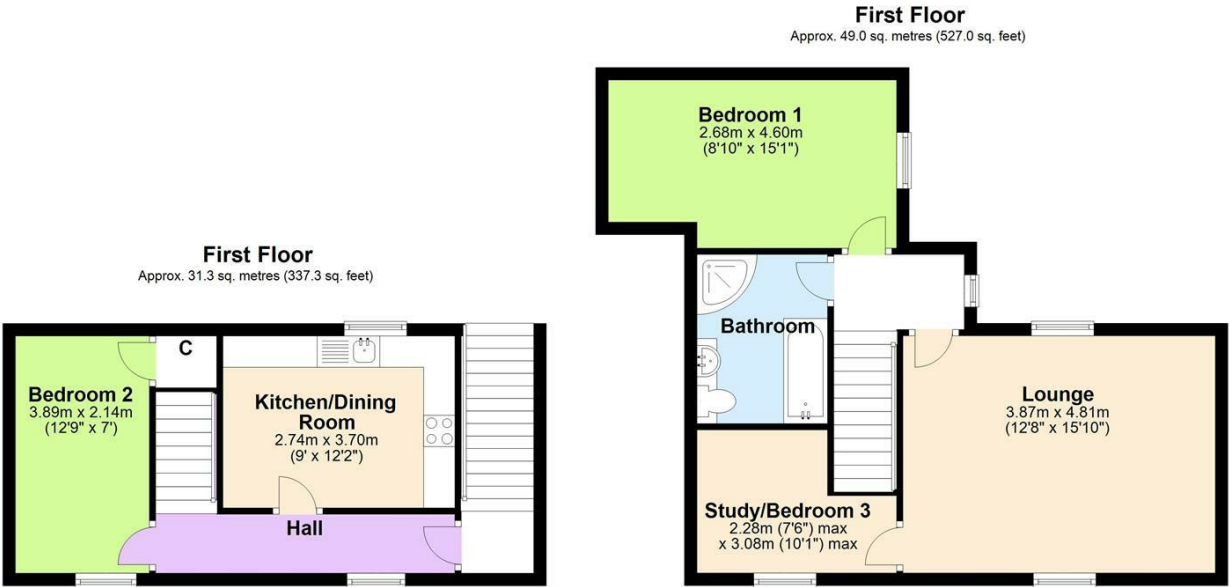 First Floor
Approx. 31.3 sq. metres (337.3 sq. feet)
C
Bedroom 2
3.89m x 2.14m
(12'9" x 7')
Kitchen/Dining
Room
2.74m x 3.70m
(9' x 12'2")
Hall
First Floor
Approx. 49.0 sq. metres (527.0 sq. feet)
Bedroom 1
2.68m x 4.60m
(8'10" x 15'1")
Bathroom
Lounge
3.87m x 4.81m
(12'8" x 15'10")
Study/Bedroom 3
2.28m (7'6") max
x 3.08m (10'1") max